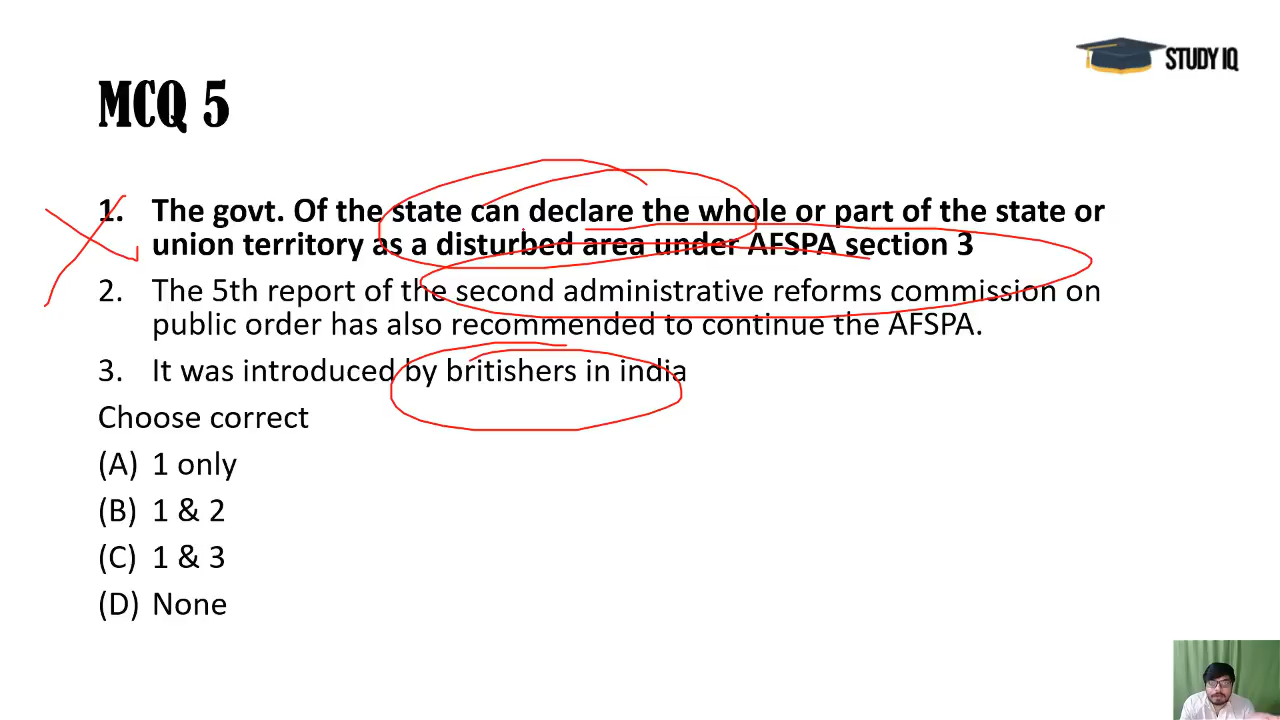 STUDY IQ
MCQ 5
1. The govt. Of the state can declare the whole or part of the state or
union territory as a disturbed area under AFSPA section 3
2. The 5th report of the second administrative reforms commission on
public order has also recommended to continue the AFSPA.
3. It was introduced by britishers in india
Choose correct
(A) 1 only
(B) 1 & 2
(C) 1 & 3
(D) None